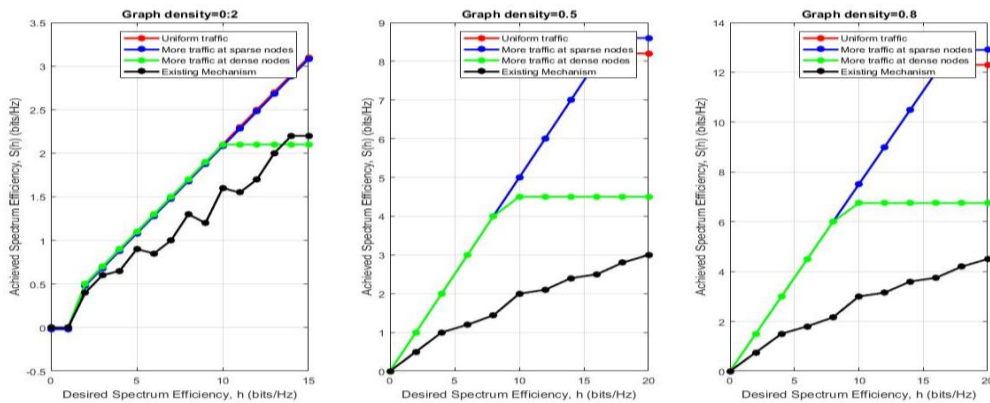 Graph density=0:2
Uniform traffic
More traffic at sparse nodes
More traffic at dense nodes
Existing Mechanism
Achieved Spectrum Efficiency, S(h) (bits/Hz)
3.5
3
2.5
2
1.5
1
0.5
0
-0.5
0
5
10
15
Desired Spectrum Efficiency, h (bits/Hz)
Graph density=0.5
Uniform traffic
More traffic at sparse nodes
More traffic at dense nodes
Existing Mechanism
Achieved Spectrum Efficiency, S(h) (bits/Hz)
9
8
7
6
5
4
3
2
1
0
0
5
10
15
20
Desired Spectrum Efficiency, h (bits/Hz)
Graph density=0.8
Uniform traffic
More traffic at sparse nodes
More traffic at dense nodes
Existing Mechanism
Achieved Spectrum Efficiency, S(h) (bits/Hz)
14
12
10
8
6
4
2
0
0
5
10
15
20
Desired Spectrum Efficiency, h (bits/Hz)